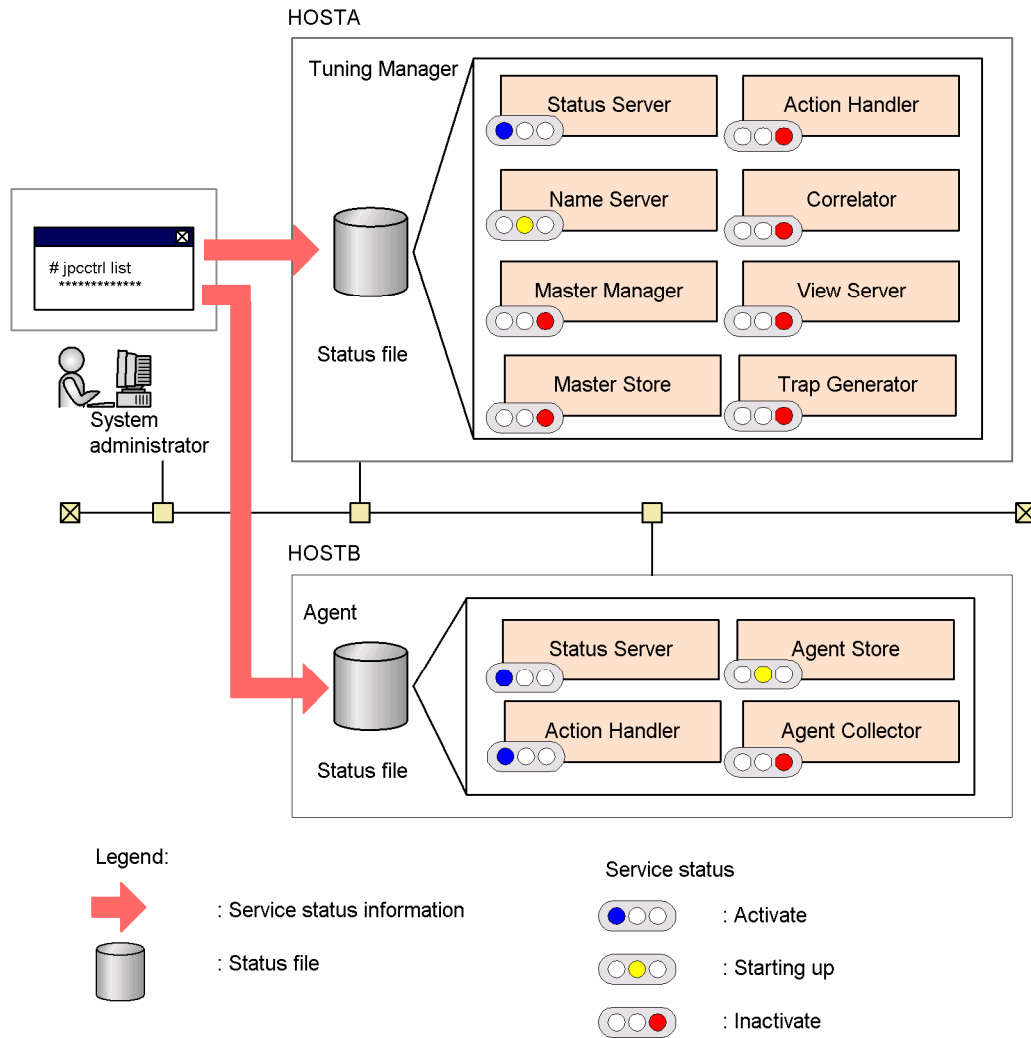 HOSTA
Tuning Manager
Status Server
Action Handler
Name Server
Correlator
# jpcctrl list
*************
Master Manager
View Server
Status file
Master Store
Trap Generator
System
administrator
HOSTB
Agent
Status Server
Agent Store
Action Handler
Agent Collector
Status file
Legend:
: Service status information
: Status file
Service status
: Activate
: Starting up
: Inactivate